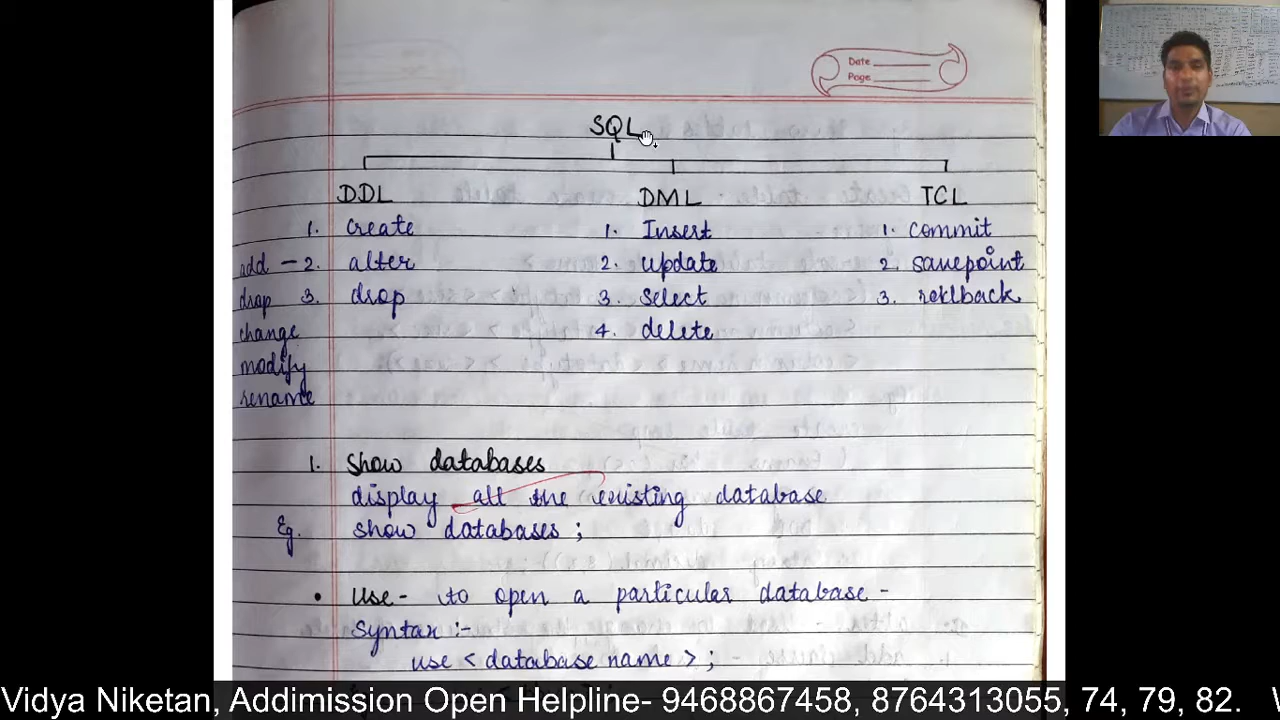 Date
Page
SQL
DDL DML TCL
1. create 1. Insert 1. commit
add - 2. alter 2. update 2. savepoint
drop 3. drop 3. select 3. rollback
change 4. delete
modify
rename
1. show databases
display all the existing database
Eg. show databases ;
• Use - to open a particular database -
Syntax :-
use < database name > ;
Vidya Niketan, Addimission Open Helpline- 9468867458, 8764313055, 74, 79, 82.